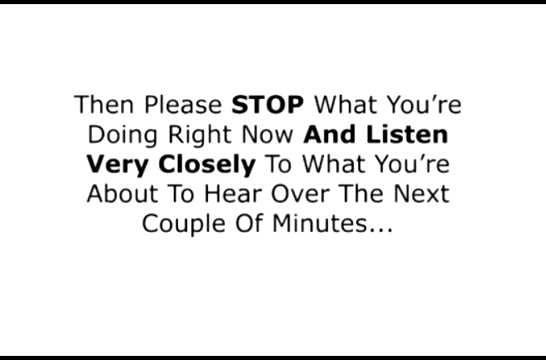 Then Please STOP What You’re
Doing Right Now And Listen
Very Closely To What You’re
About To Hear Over The Next
Couple Of Minutes...